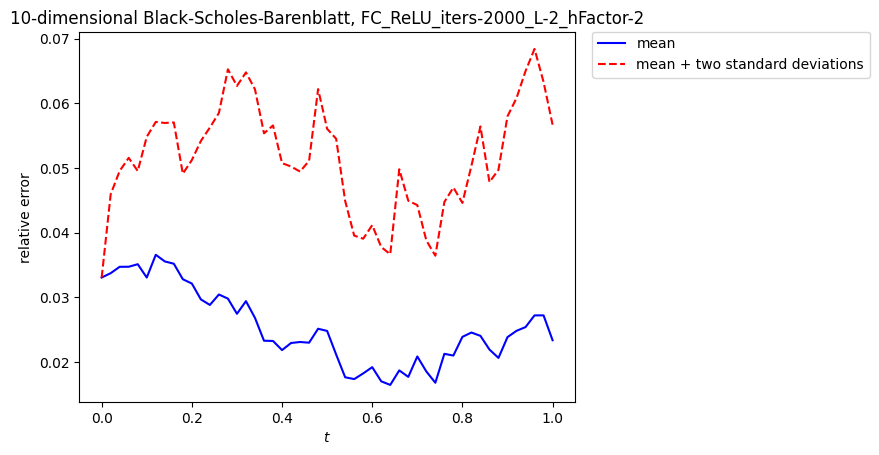 10-dimensional Black-Scholes-Barenblatt, FC_ReLU_iters-2000_L-2_hFactor-2
mean
mean + two standard deviations
relative error
0.07
0.06
0.05
0.04
0.03
0.02
0.0 0.2 0.4 0.6 0.8 1.0
t